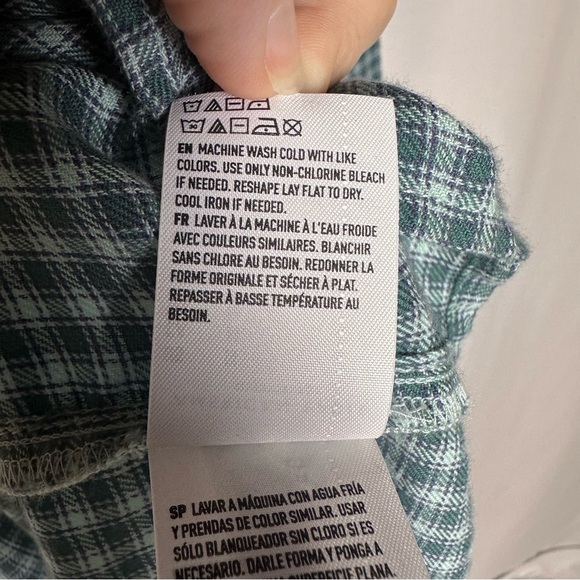 EN MACHINE WASH COLD WITH LIKE
COLORS. USE ONLY NON-CHLORINE BLEACH
IF NEEDED. RESHAPE LAY FLAT TO DRY.
COOL IRON IF NEEDED.
FR LAVER À LA MACHINE À L'EAU FROIDE
AVEC COULEURS SIMILAIRES. BLANCHIR
SANS CHLORE AU BESOIN. REDONNER LA
FORME ORIGINALE ET SÉCHER À PLAT.
REPASSER À BASSE TEMPÉRATURE AU
BESOIN.
SP LAVAR A MÁQUINA CON AGUA FRÍA
Y PRENDAS DE COLOR SIMILAR. USAR
SÓLO BLANQUEADOR SIN CLORO SI ES
NECESARIO. DARLE FORMA Y PONGA A
SUPERFICIE PLANA.